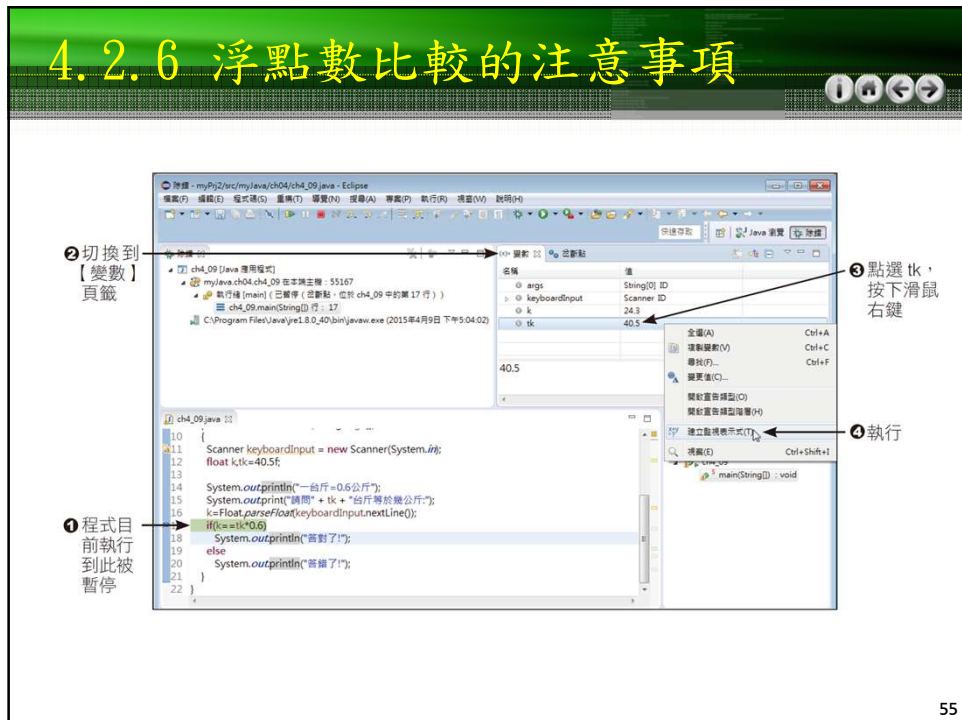 4.2.6 浮點數比較的注意事項
除錯 - myPrj2/src/myJava/ch04/ch4_09.java - Eclipse
檔案(F) 編輯(E) 程式碼(S) 重構(T) 導覽(N) 搜尋(A) 專案(P) 執行(R) 視窗(W) 說明(H)
快速存取
Java 瀏覽
除錯
❷切換到
【變數】
頁籤
除錯
ch4_09 [Java 應用程式]
myJava.ch04.ch4_09 在本端主機：55167
執行緒 [main] (已暫停（岔斷點，位於 ch4_09 中的第 17 行）)
ch4_09.main(String[]) 行：17
C:\Program Files\Java\jre1.8.0_40\bin\javaw.exe (2015年4月9日 下午5:04:02)
變數
岔斷點
名稱 值
args String[0] ID
keyboardInput Scanner ID
k 24.3
tk 40.5
40.5
❸點選 tk，
按下滑鼠
右鍵
全選(A) Ctrl+A
複製變數(V) Ctrl+C
尋找(F)... Ctrl+F
變更值(C)...
開啟宣告類型(O)
開啟宣告類型階層(H)
建立監視表示式(T)
視察(E) Ctrl+Shift+I
❹執行
main(String[]) : void
ch4_09.java
10 {
11 Scanner keyboardInput = new Scanner(System.in);
12 float k,tk=40.5f;
13
14 System.out.println("一台斤=0.6公斤");
15 System.out.print("請問" + tk + "台斤等於幾公斤:");
16 k=Float.parseFloat(keyboardInput.nextLine());
if(k==tk*0.6)
18 System.out.println("答對了!");
19 else
20 System.out.println("答錯了!");
21 }
22 }
❶程式目
前執行
到此被
暫停
55